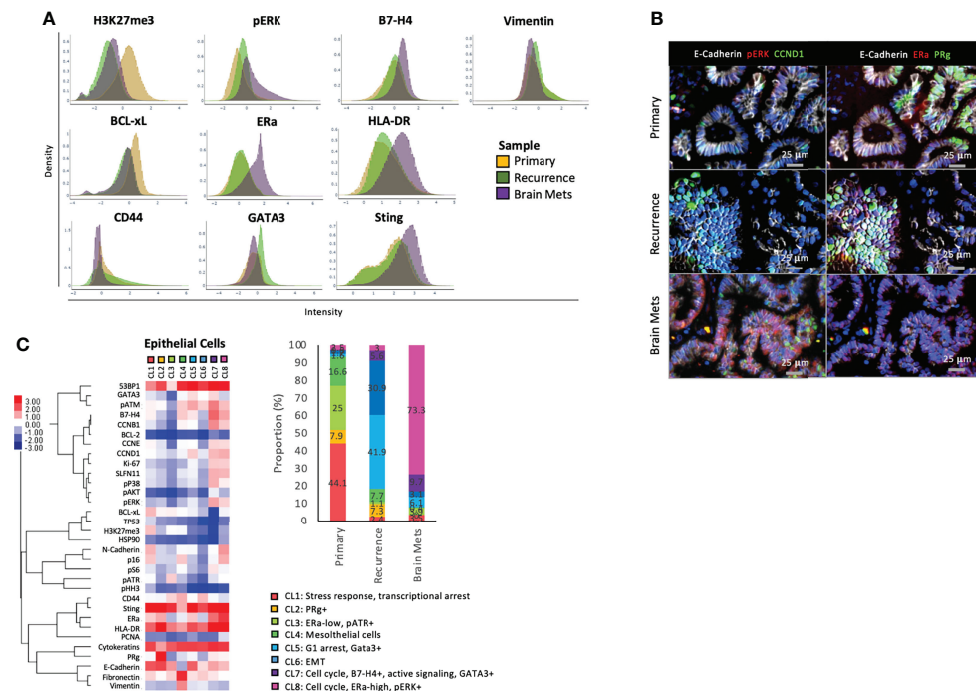 A
H3K27me3
pERK
B7-H4
Vimentin
BCL-xL
ERa
HLA-DR
CD44
GATA3
Sting
Density
Intensity
Sample
Primary
Recurrence
Brain Mets
B
E-Cadherin pERK CCND1
E-Cadherin ERa PRg
Primary
25 μm
25 μm
Recurrence
25 μm
25 μm
Brain Mets
25 μm
25 μm
C
Epithelial Cells
CL1
CL2
CL3
CL4
CL5
CL6
CL7
CL8
3.00
2.00
1.00
0.00
-1.00
-2.00
-3.00
53BP1
GATA3
pATM
B7-H4
CCNB1
BCL-2
CCNE
CCND1
Ki-67
SLFN11
pP38
pAKT
pERK
BCL-xL
TP53
H3K27me3
HSP90
N-Cadherin
p16
pS6
pATR
pHH3
CD44
Sting
ERa
HLA-DR
PCNA
Cytokeratins
PRg
E-Cadherin
Fibronectin
Vimentin
Proportion (%)
100
90
80
70
60
50
40
30
20
10
0
16.6
25
7.9
44.1
3
30.9
41.9
7.7
1.1
7.3
73.3
9.7
Primary
Recurrence
Brain Mets
CL1: Stress response, transcriptional arrest
CL2: PRg+
CL3: ERa-low, pATR+
CL4: Mesolthelial cells
CL5: G1 arrest, Gata3+
CL6: EMT
CL7: Cell cycle, B7-H4+, active signaling, GATA3+
CL8: Cell cycle, ERa-high, pERK+